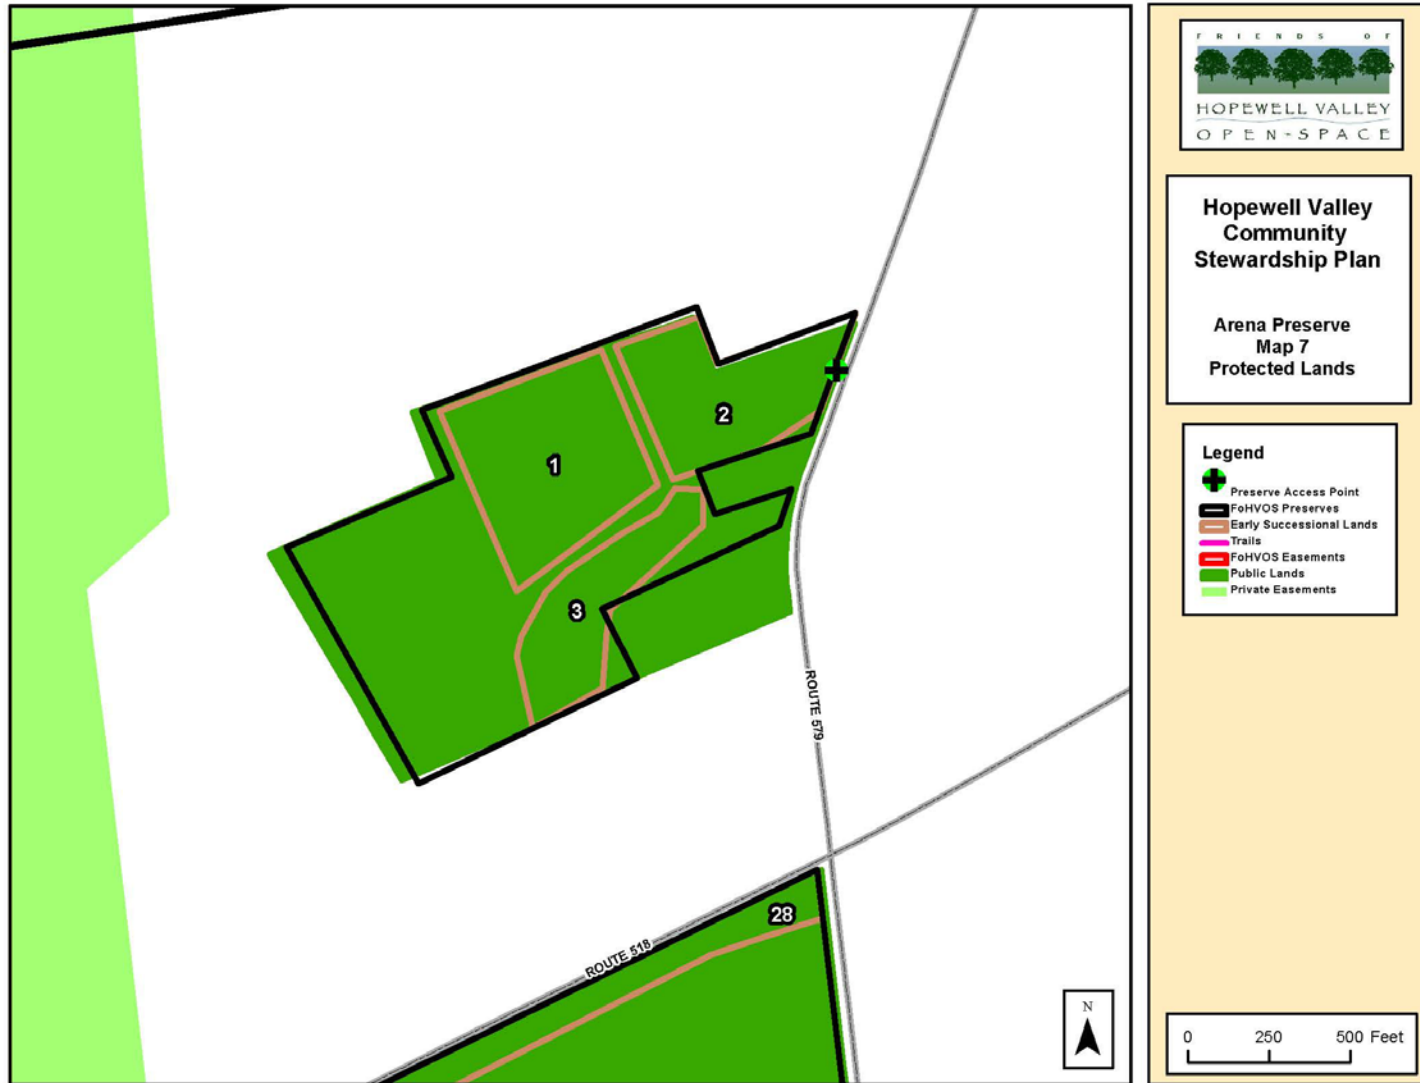 FRIENDS OF
HOPEWELL VALLEY
OPEN-SPACE
Hopewell Valley
Community
Stewardship Plan
Arena Preserve
Map 7
Protected Lands
Legend
Preserve Access Point
FoHVOS Preserves
Early Successional Lands
Trails
FoHVOS Easements
Public Lands
Private Easements
1
2
3
ROUTE 579
28
ROUTE 518
N
0 250 500 Feet